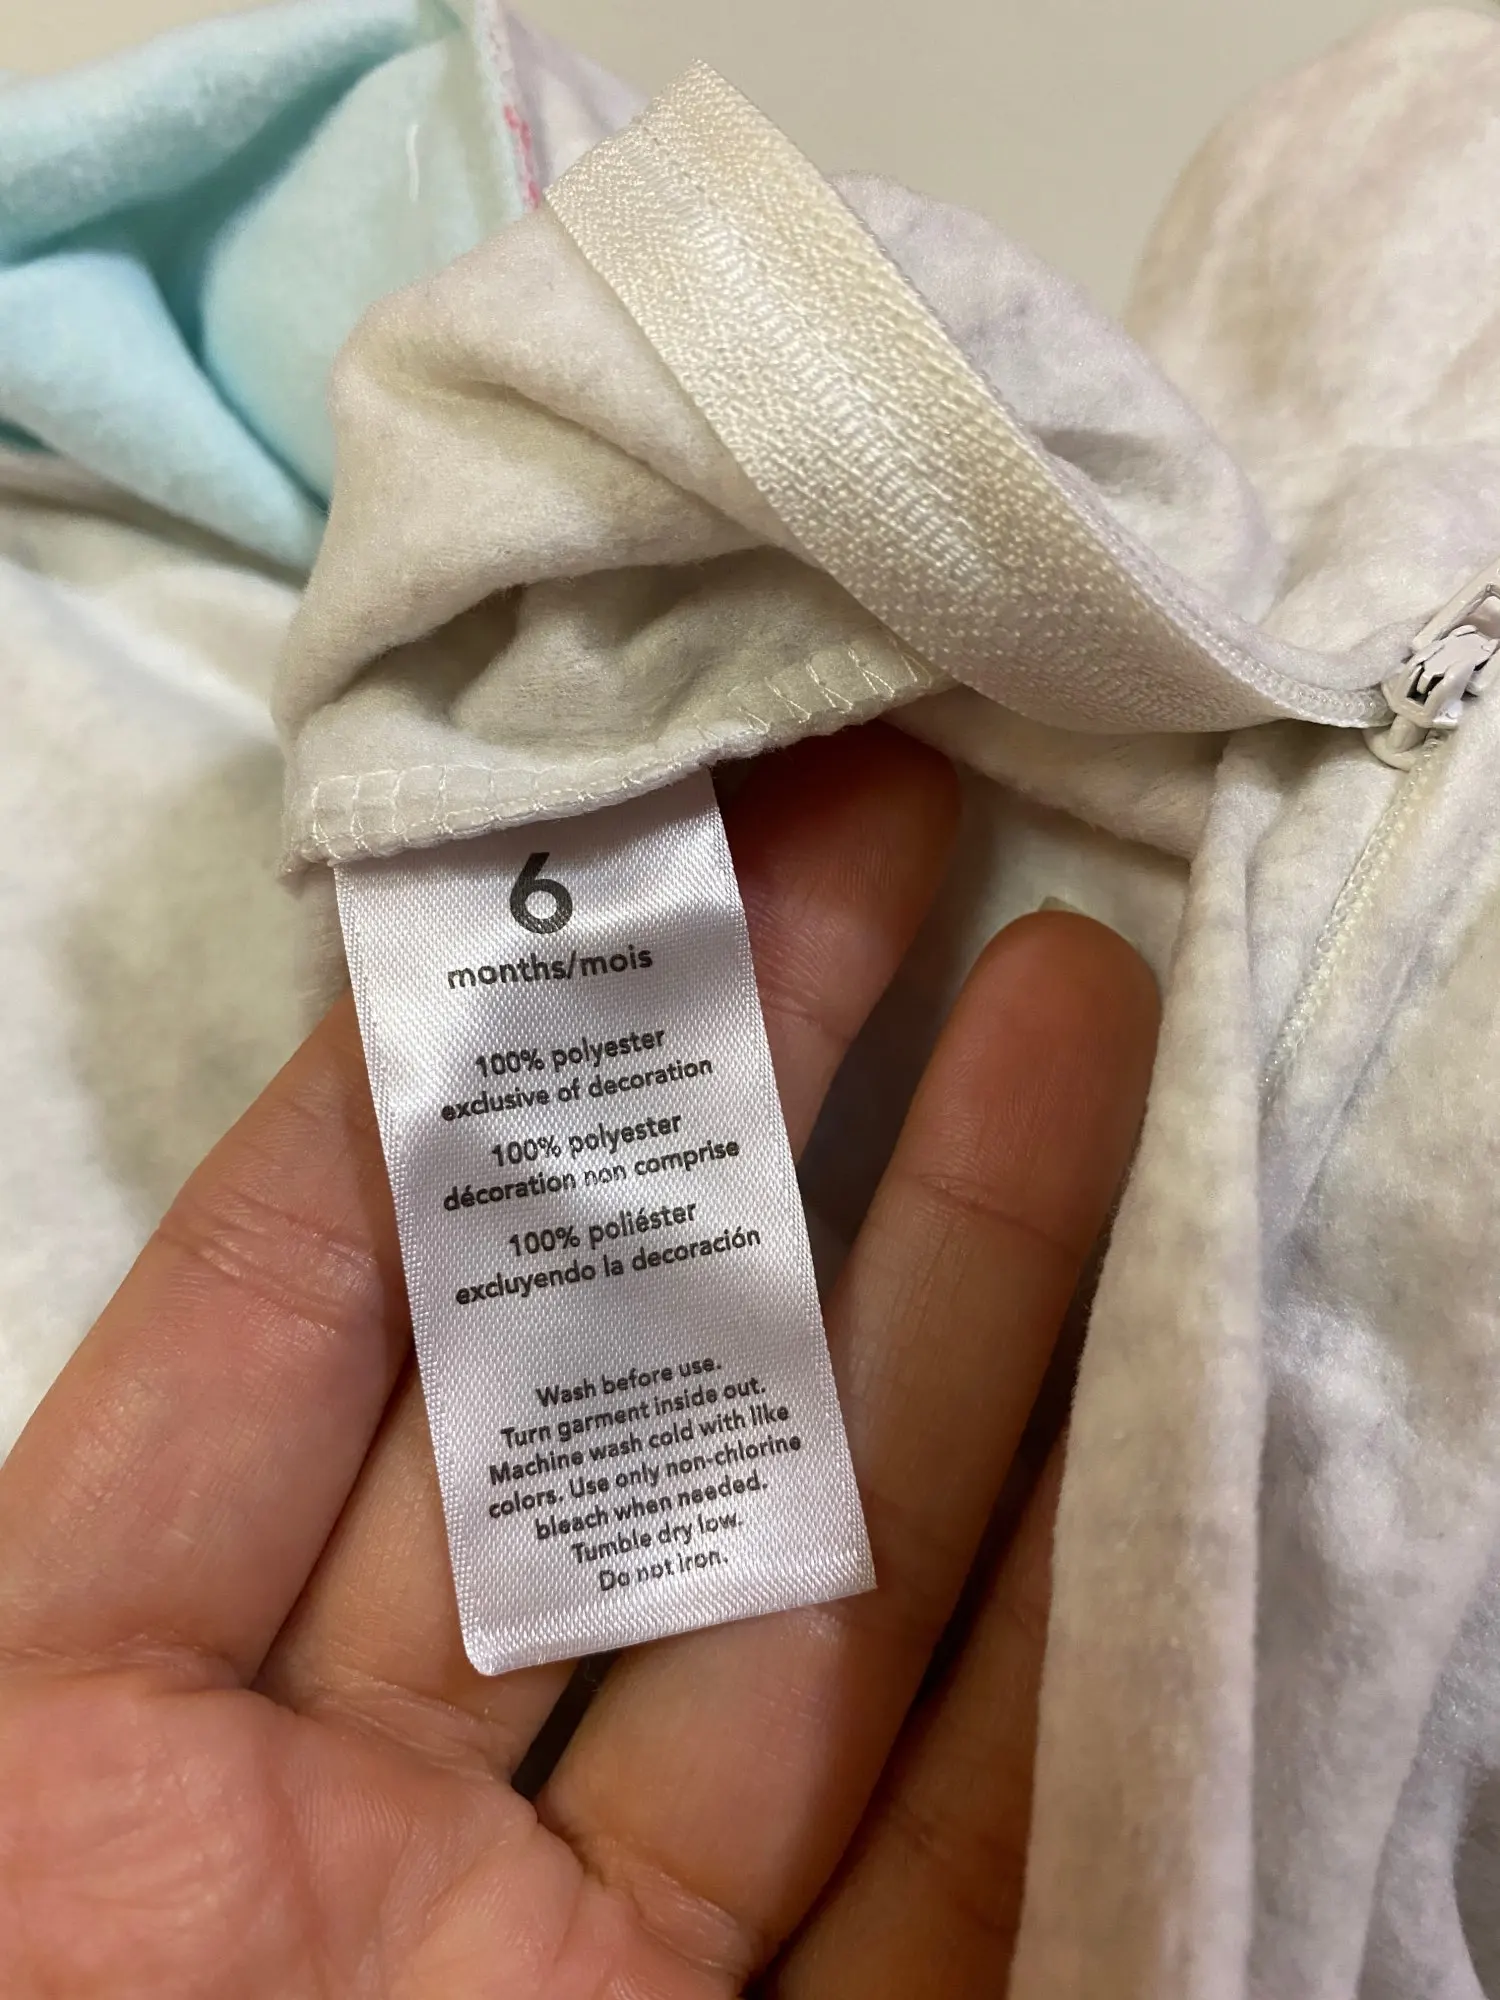 6
months/mois
100% polyester
exclusive of decoration
100% polyester
décoration non comprise
100% poliéster
excluyendo la decoración
Wash before use.
Turn garment inside out.
Machine wash cold with like
colors. Use only non-chlorine
bleach when needed.
Tumble dry low.
Do not iron.